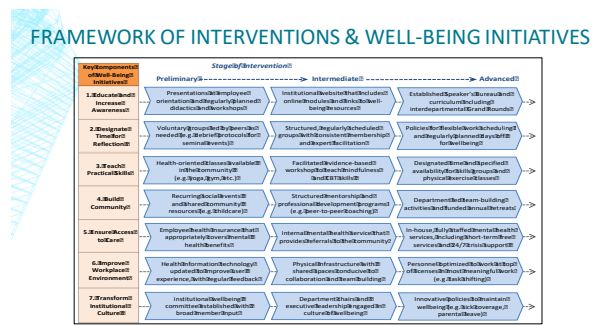 FRAMEWORK OF INTERVENTIONS & WELL-BEING INITIATIVES
Key Components
of Well-Being
Initiatives
Stage of Intervention
Preliminary
Intermediate
Advanced
1. Educate and
Increase
Awareness
Presentations at employee
orientation and regularly planned
didactics and workshops
Institutional website that includes
online modules and links to well-
being resources
Established Speaker's Bureau and
curriculum including
interdepartmental Grand Rounds
2. Designate
Time for
Reflection
Voluntary groups led by peers as
needed (e.g. debrief protocols for
seminal events)
Structured, regularly scheduled
groups with consistent membership
and expert facilitation
Policies for flexible work scheduling
and regularly planned days off
for wellbeing
3. Teach
Practical Skills
Health-oriented classes available
in the community
(e.g. yoga, gym, etc.)
Facilitated evidence-based
workshop to teach mindfulness
and CBT skills
Designated time and specified
availability for skills groups and
physical exercise classes
4. Build
Community
Recurring social events
and shared community
resources (e.g. childcare)
Structured mentorship and
professional development programs
(e.g. peer-to-peer coaching)
Department led team-building
activities and funded annual retreats
5. Ensure Access
to Care
Employee health insurance that
appropriately covers mental
health benefits
Internal mental health service that
provides referrals to the community
In-house, fully staffed mental health
services, including short-term free
services and 24/7 crisis support
6. Improve
Workplace
Environment
Health Information technology
updated to improve user
experience, with regular feedback
Physical infrastructure with
shared spaces conducive to
collaboration and team building
Personnel optimized to work at top
of licenses in most meaningful work
(e.g. task shifting)
7. Transform
Institutional
Culture
Institutional wellbeing
committee established with
broad member input
Department chairs and
executive leadership engaged in
culture of wellbeing
Innovative policies to maintain
wellbeing (e.g. sick coverage,
parental leave)